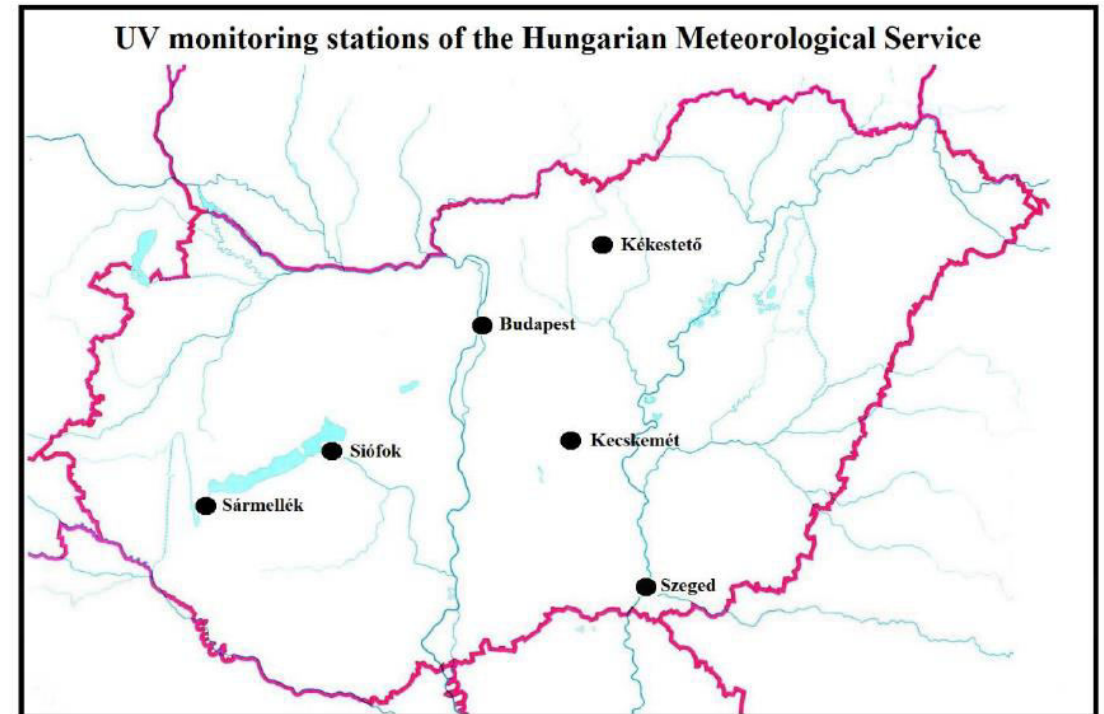 UV monitoring stations of the Hungarian Meteorological Service
Kékestető
Budapest
Kecskemét
Siófok
Sármellék
Szeged